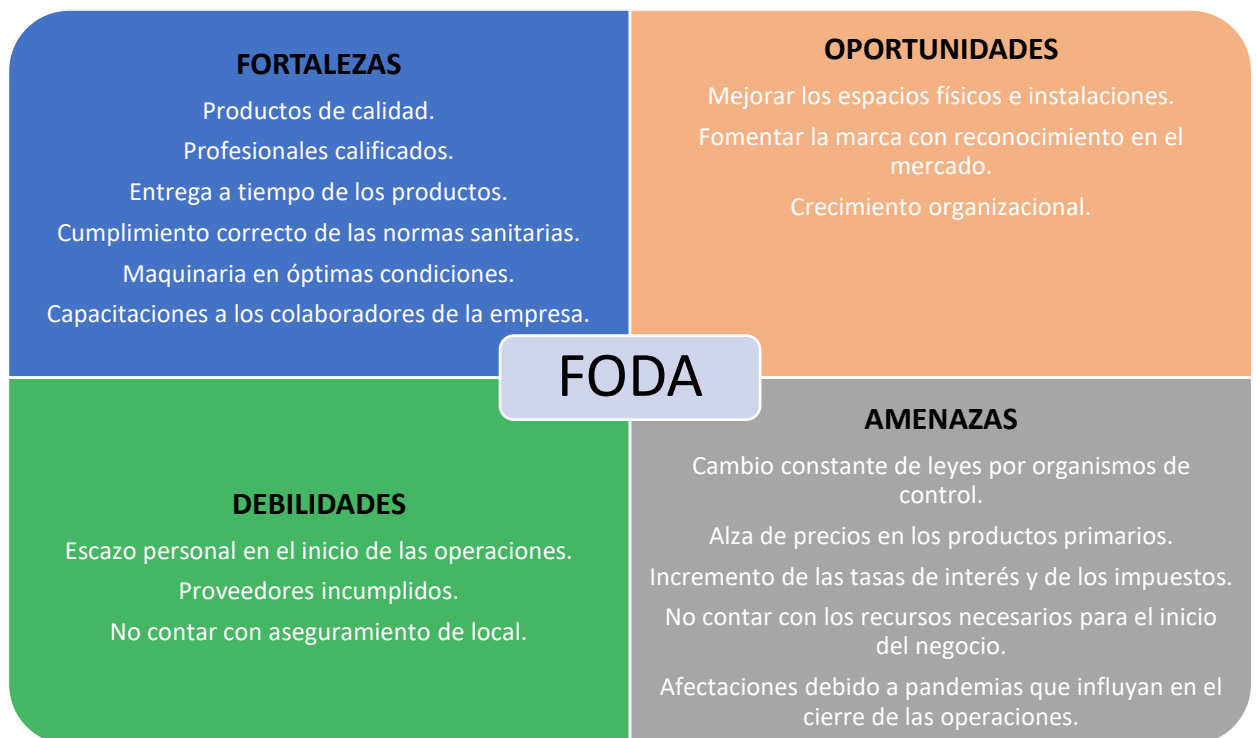 FORTALEZAS
Productos de calidad.
Profesionales calificados.
Entrega a tiempo de los productos.
Cumplimiento correcto de las normas sanitarias.
Maquinaria en óptimas condiciones.
Capacitaciones a los colaboradores de la empresa.
OPORTUNIDADES
Mejorar los espacios físicos e instalaciones.
Fomentar la marca con reconocimiento en el
mercado.
Crecimiento organizacional.
FODA
DEBILIDADES
Escazo personal en el inicio de las operaciones.
Proveedores incumplidos.
No contar con aseguramiento de local.
AMENAZAS
Cambio constante de leyes por organismos de
control.
Alza de precios en los productos primarios.
Incremento de las tasas de interés y de los impuestos.
No contar con los recursos necesarios para el inicio
del negocio.
Afectaciones debido a pandemias que influyan en el
cierre de las operaciones.